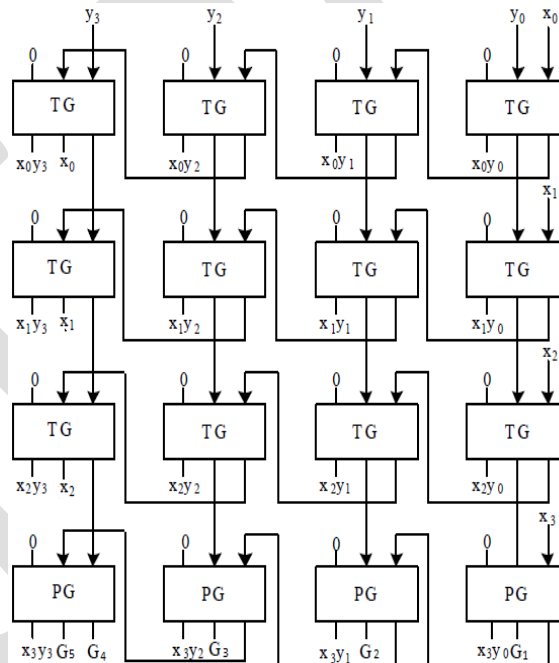 y₃ y₂ y₁ y₀ x₀
0 0 0 0
TG TG TG TG
x₀y₃ x₀ x₀y₂ x₀y₁ x₀y₀
x₁
0 0 0 0
TG TG TG TG
x₁y₃ x₁ x₁y₂ x₁y₁ x₁y₀
x₂
0 0 0 0
TG TG TG TG
x₂y₃ x₂ x₂y₂ x₂y₁ x₂y₀
x₃
0 0 0 0
PG PG PG PG
x₃y₃ G₅ G₄ x₃y₂ G₃ x₃y₁ G₂ x₃y₀ G₁